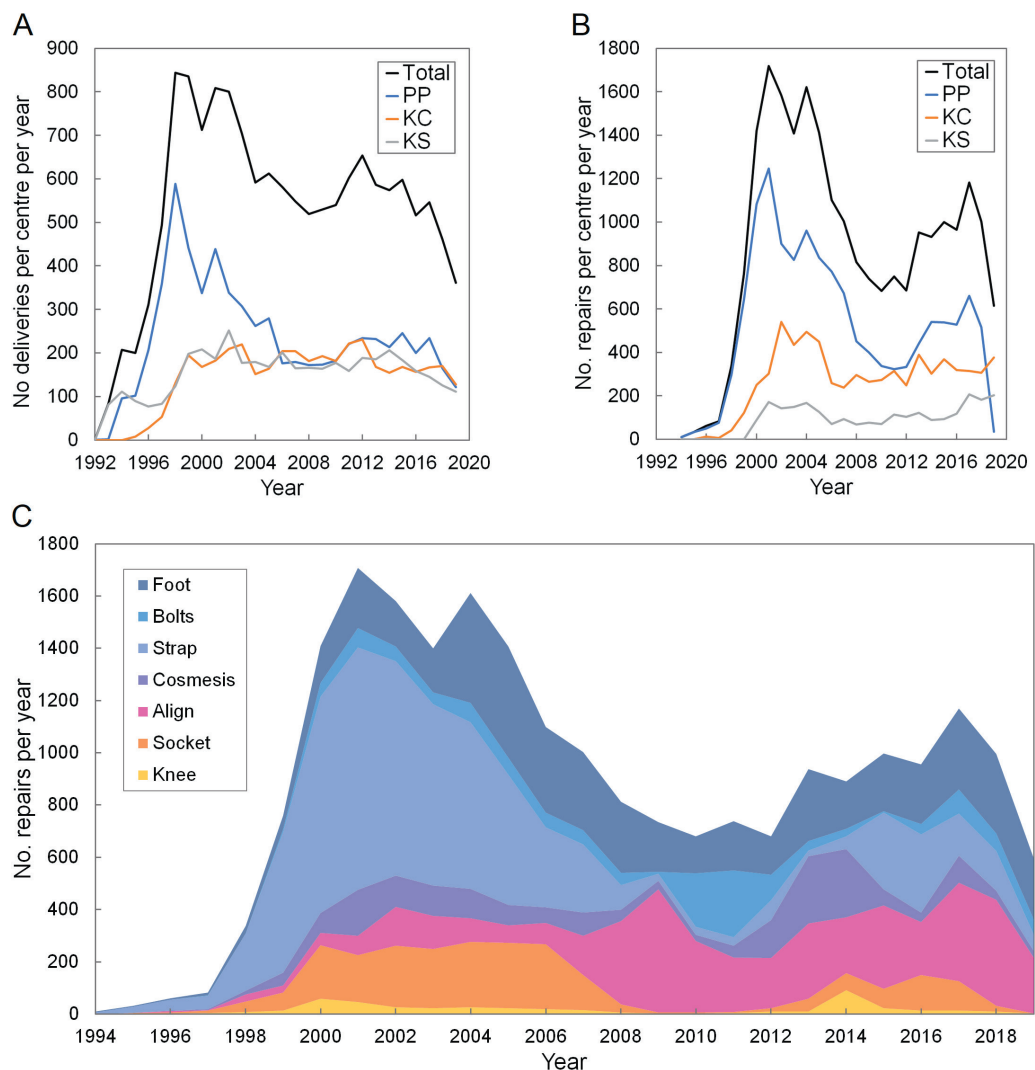 A
No deliveries per centre per year
900
800
700
600
500
400
300
200
100
0
Total
PP
KC
KS
1992 1996 2000 2004 2008 2012 2016 2020
Year
B
No. repairs per centre per year
1800
1600
1400
1200
1000
800
600
400
200
0
Total
PP
KC
KS
1992 1996 2000 2004 2008 2012 2016 2020
Year
C
No. repairs per year
1800
1600
1400
1200
1000
800
600
400
200
0
Foot
Bolts
Strap
Cosmesis
Align
Socket
Knee
1994 1996 1998 2000 2002 2004 2006 2008 2010 2012 2014 2016 2018
Year